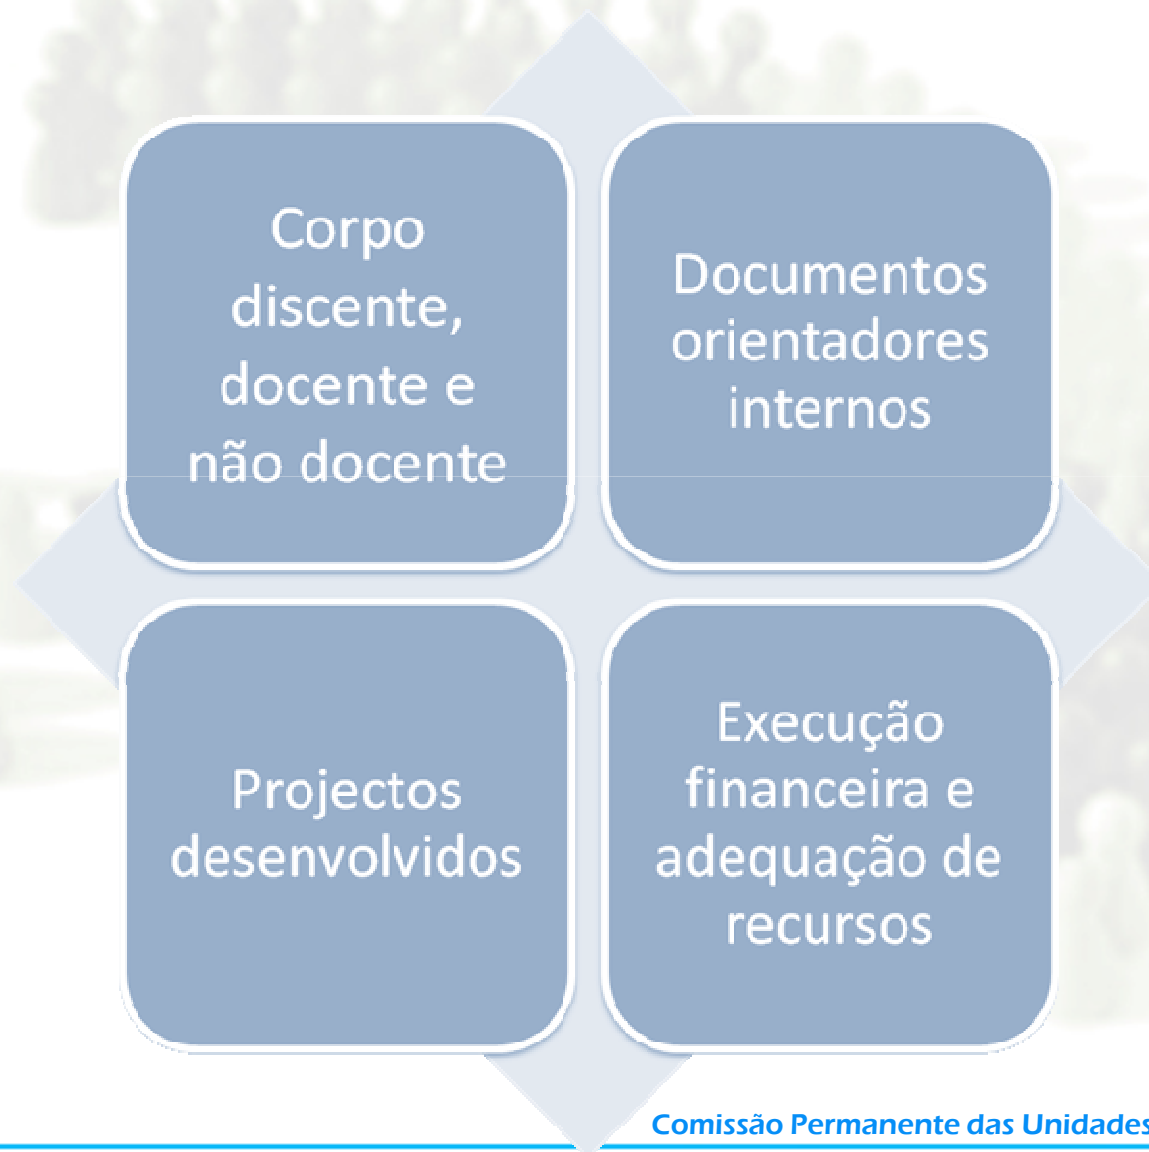 Corpo
discente,
docente e
não docente
Documentos
orientadores
internos
Projectos
desenvolvidos
Execução
financeira e
adequação de
recursos
Comissão Permanente das Unidades